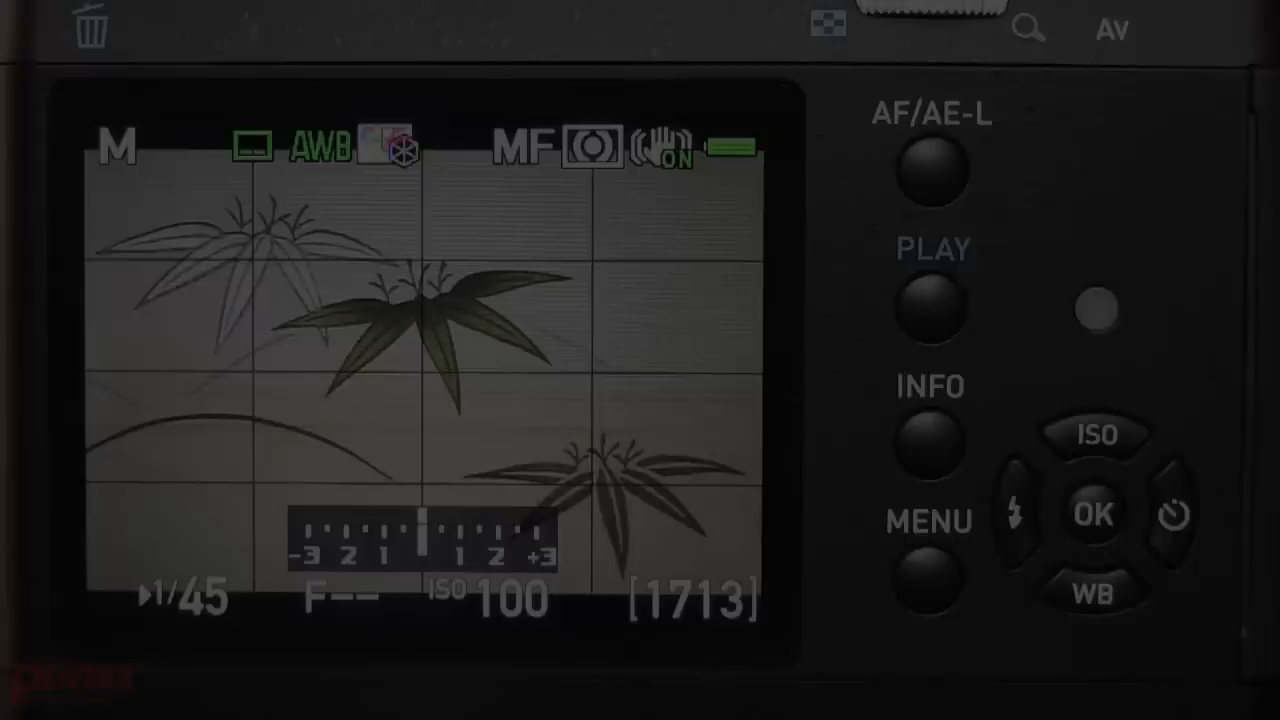 AV
AF/AE-L
M AWB MF ON
PLAY
INFO
ISO
MENU
OK
-3 2 1 1 2 +3
WB
1/45 F-- ISO 100 [1713]
PENTAX